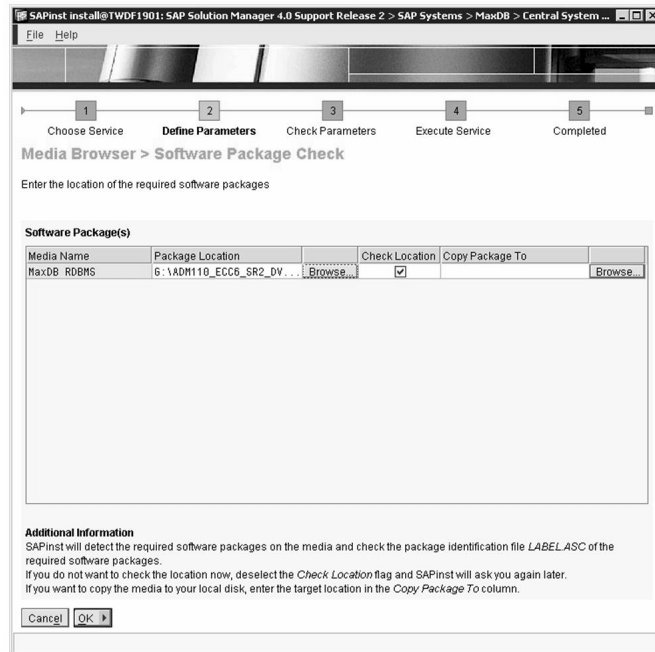 SAPinst install@TWDF1901: SAP Solution Manager 4.0 Support Release 2 > SAP Systems > MaxDB > Central System ...
File Help
1 2 3 4 5
Choose Service Define Parameters Check Parameters Execute Service Completed
Media Browser > Software Package Check
Enter the location of the required software packages
Software Package(s)
Media Name Package Location Check Location Copy Package To
MaxDB RDBMS G:\ADM110_ECC6_SR2_DV... Browse... Browse...
Additional Information
SAPinst will detect the required software packages on the media and check the package identification file LABEL.ASC of the
required software packages.
If you do not want to check the location now, deselect the Check Location flag and SAPinst will ask you again later.
If you want to copy the media to your local disk, enter the target location in the Copy Package To column.
Cancel OK